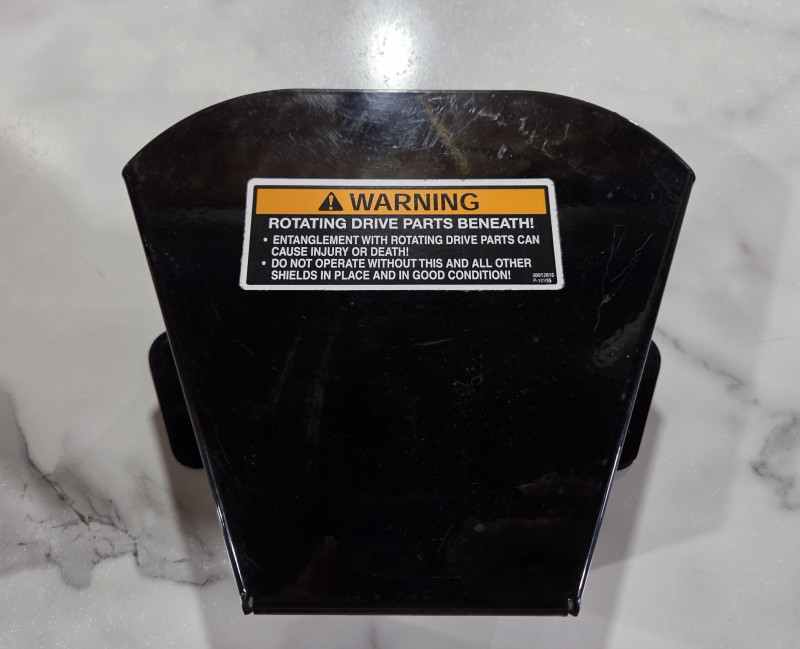 WARNING
ROTATING DRIVE PARTS BENEATH!
• ENTANGLEMENT WITH ROTATING DRIVE PARTS CAN
CAUSE INJURY OR DEATH!
• DO NOT OPERATE WITHOUT THIS AND ALL OTHER
SHIELDS IN PLACE AND IN GOOD CONDITION!